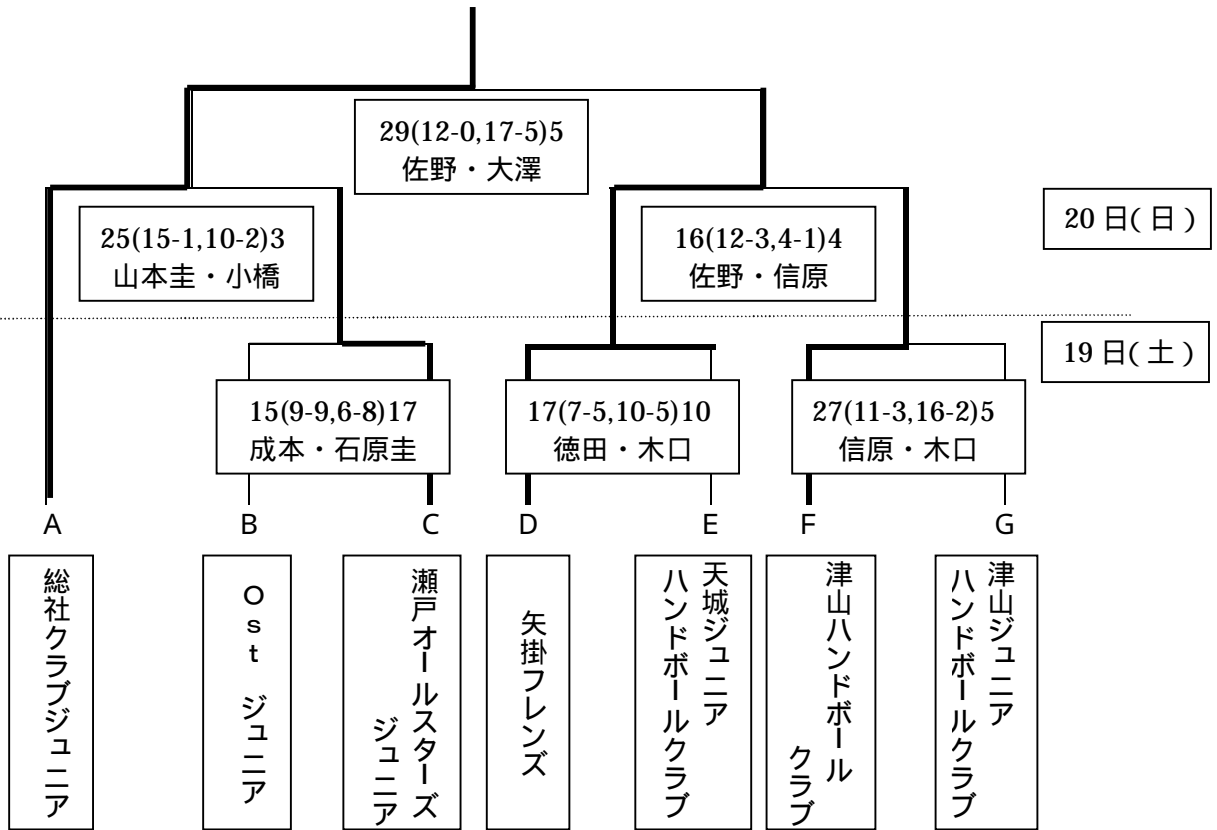 29(12-0,17-5)5
佐野・大澤
25(15-1,10-2)3
山本圭・小橋
16(12-3,4-1)4
佐野・信原
20日(日)
19日(土)
15(9-9,6-8)17
成本・石原圭
17(7-5,10-5)10
徳田・木口
27(11-3,16-2)5
信原・木口
A
B
C
D
E
F
G
総社クラブジュニア
Ost ジュニア
瀬戸オールスターズ
ジュニア
矢掛フレンズ
天城ジュニア
ハンドボールクラブ
津山ハンドボール
クラブ
津山ジュニア
ハンドボールクラブ